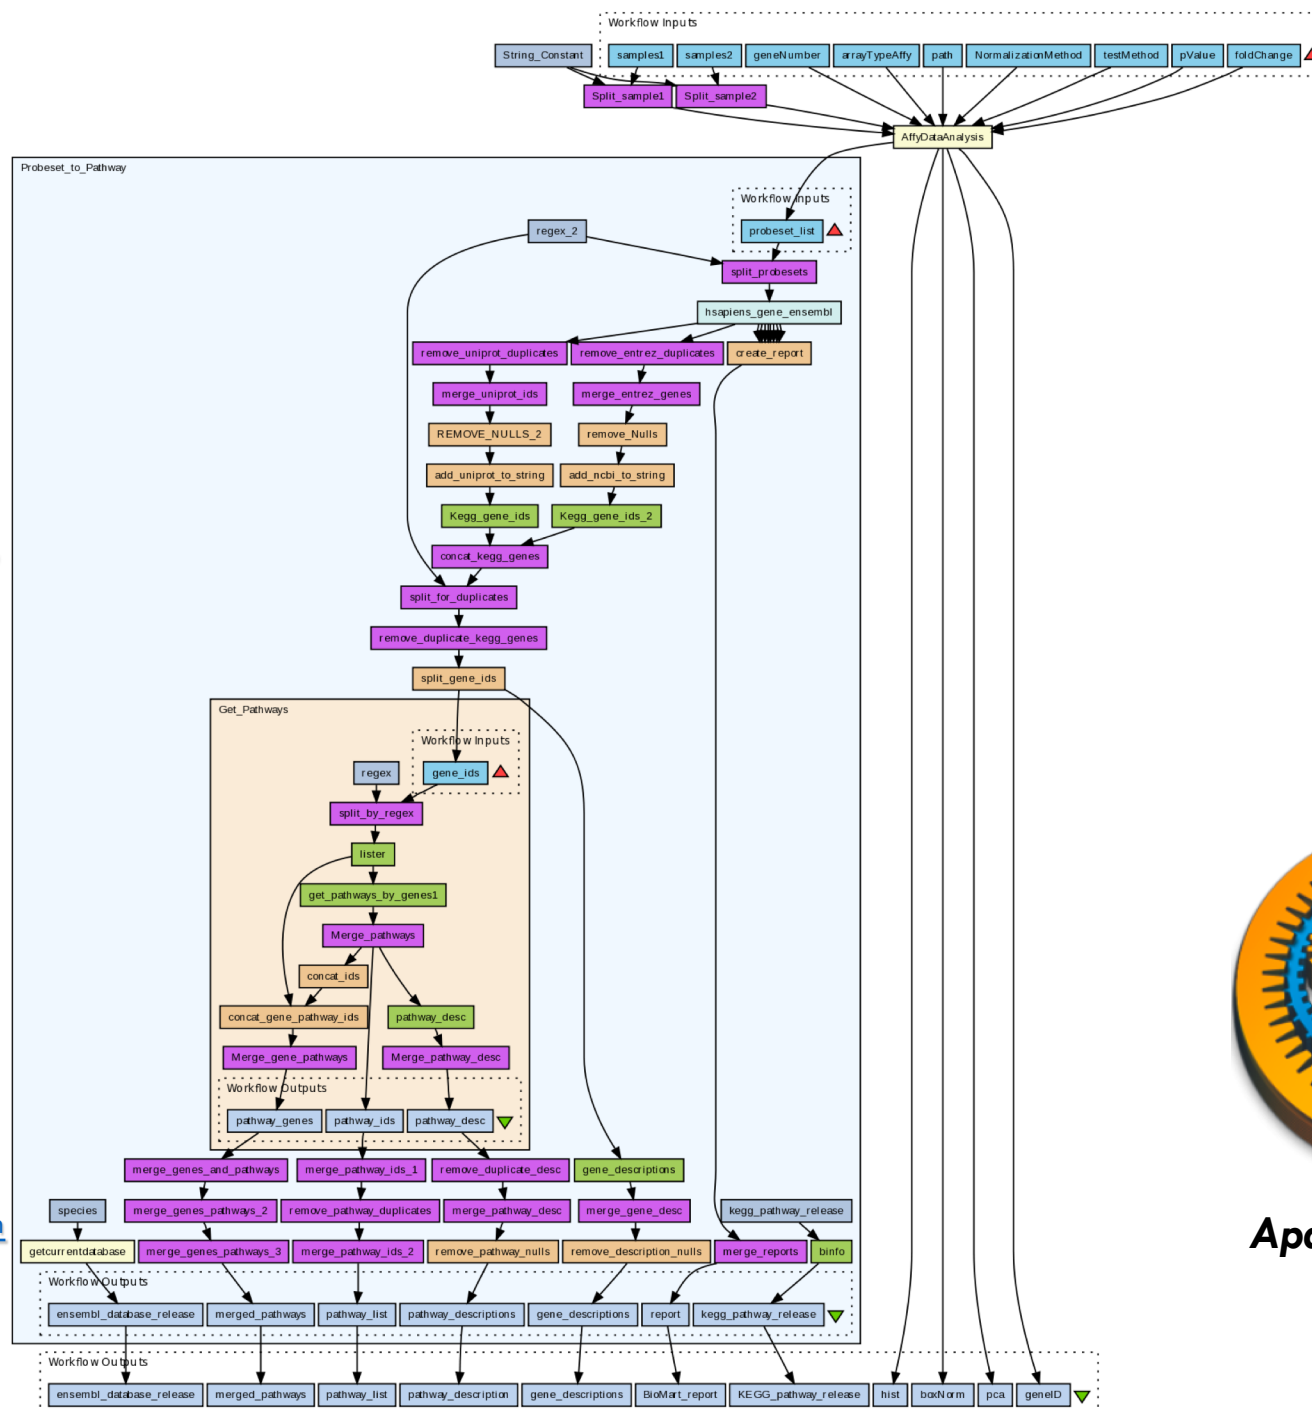 Workflow Inputs
String_Constant samples1 samples2 geneNumber arrayTypeAffy path NormalizationMethod testMethod pValue foldChange
Split_sample1 Split_sample2
AffyDataAnalysis
Probeset_to_Pathway
Workflow Inputs
regex_2 probeset_list
split_probesets
hsapiens_gene_ensembl
remove_uniprot_duplicates remove_entrez_duplicates create_report
merge_uniprot_ids merge_entrez_genes
REMOVE_NULLS_2 remove_Nulls
add_uniprot_to_string add_ncbi_to_string
Kegg_gene_ids Kegg_gene_ids_2
concat_kegg_genes
split_for_duplicates
remove_duplicate_kegg_genes
split_gene_ids
Get_Pathways
Workflow Inputs
regex gene_ids
split_by_regex
lister
get_pathways_by_genes1
Merge_pathways
concat_ids
concat_gene_pathway_ids pathway_desc
Merge_gene_pathways Merge_pathway_desc
Workflow Outputs
pathway_genes pathway_ids pathway_desc
merge_genes_and_pathways merge_pathway_ids_1 remove_duplicate_desc gene_descriptions
species merge_genes_pathways_2 remove_pathway_duplicates merge_pathway_desc merge_gene_desc kegg_pathway_release
getcurrentdatabase merge_genes_pathways_3 merge_pathway_ids_2 remove_pathway_nulls remove_description_nulls merge_reports binfo
Workflow Outputs
ensembl_database_release merged_pathways pathway_list pathway_descriptions gene_descriptions report kegg_pathway_release
Workflow Outputs
ensembl_database_release merged_pathways pathway_list pathway_description gene_descriptions BioMart_report KEGG_pathway_release hist boxNorm pca geneID